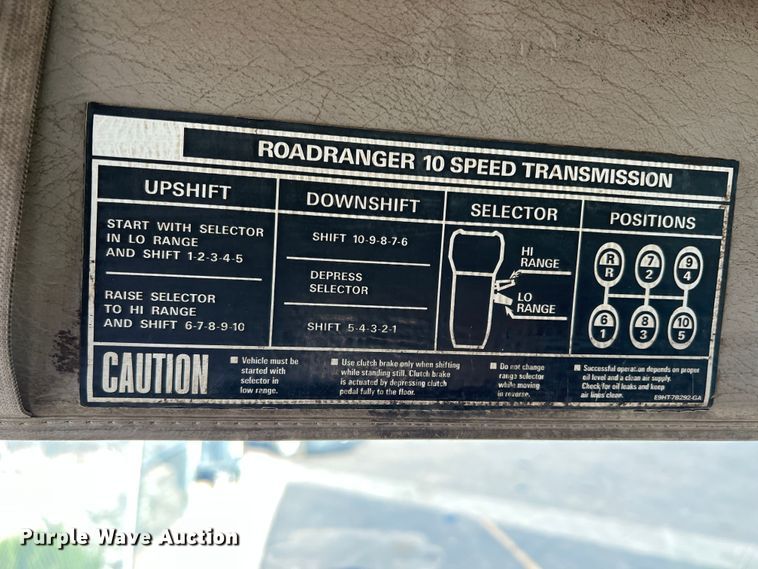 ROADRANGER 10 SPEED TRANSMISSION
UPSHIFT
START WITH SELECTOR
IN LO RANGE
AND SHIFT 1-2-3-4-5
RAISE SELECTOR
TO HI RANGE
AND SHIFT 6-7-8-9-10
DOWNSHIFT
SHIFT 10-9-8-7-6
DEPRESS
SELECTOR
SHIFT 5-4-3-2-1
SELECTOR
HI
RANGE
LO
RANGE
POSITIONS
R 7 9
R 2 4
6 8 10
1 3 5
CAUTION
■ Vehicle must be
started with
selector in
low range.
■ Use clutch brake only when shifting
while standing still. Clutch brake
is actuated by depressing clutch
pedal fully to the floor.
■ Do not change
range selector
while moving
in reverse.
■ Successful operation depends on proper
oil level and a clean air supply.
Check for oil leaks and keep
air lines clean.
E9HT-7B292-GA
Purple Wave Auction